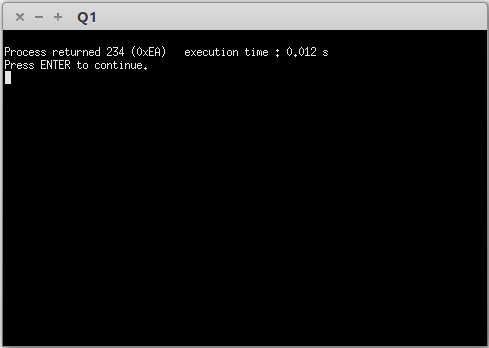 Q1
Process returned 234 (0xEA)   execution time : 0.012 s
Press ENTER to continue.